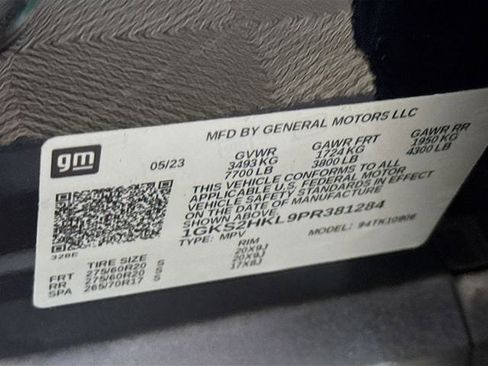 gm
MFD BY GENERAL MOTORS LLC
05/23 GVWR GAWR FRT GAWR RR
3493 KG 1724 KG 1950 KG
7700 LB 3800 LB 4300 LB
THIS VEHICLE CONFORMS TO ALL
APPLICABLE U.S. FEDERAL MOTOR
VEHICLE SAFETY STANDARDS IN EFFECT
ON THE DATE OF MANUFACTURE
SHOWN ABOVE.
1GKS2HKL9PR381284
TYPE: MPV MODEL: 94TK10906
32BE
TIRE SIZE RIM
FRT 275/60R20 S 20X9J
RR 275/60R20 S 20X9J
SPA 265/70R17 S 17X8J